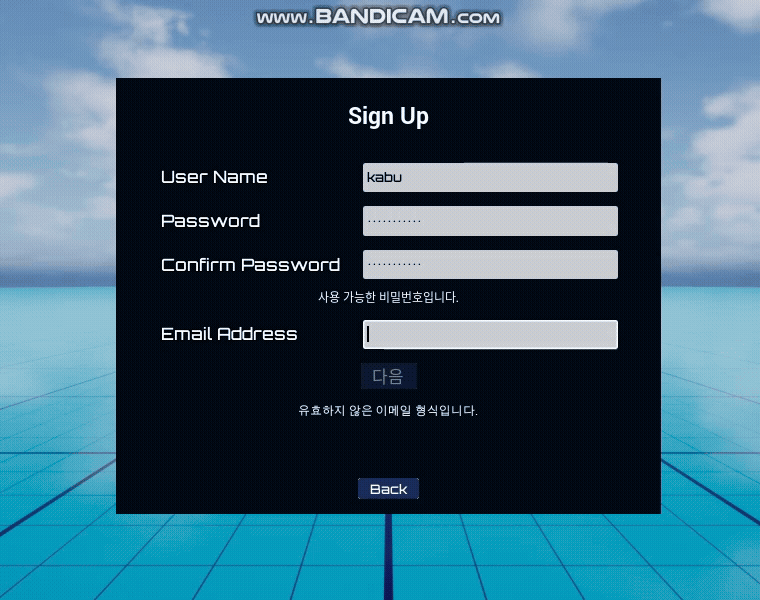 www.BANDICAM.com
Sign Up
User Name kabu
Password ···········
Confirm Password ···········
사용 가능한 비밀번호입니다.
Email Address
다음
유효하지 않은 이메일 형식입니다.
Back